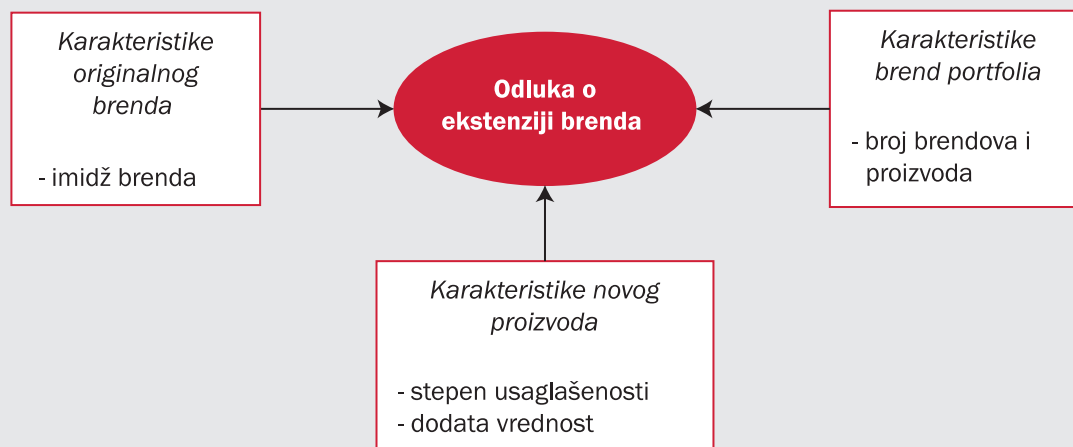 Karakteristike
originalnog
brenda
- imidž brenda
Odluka o
ekstenziji brenda
Karakteristike
brend portfolia
- broj brendova i
proizvoda
Karakteristike novog
proizvoda
- stepen usaglašenosti
- dodata vrednost